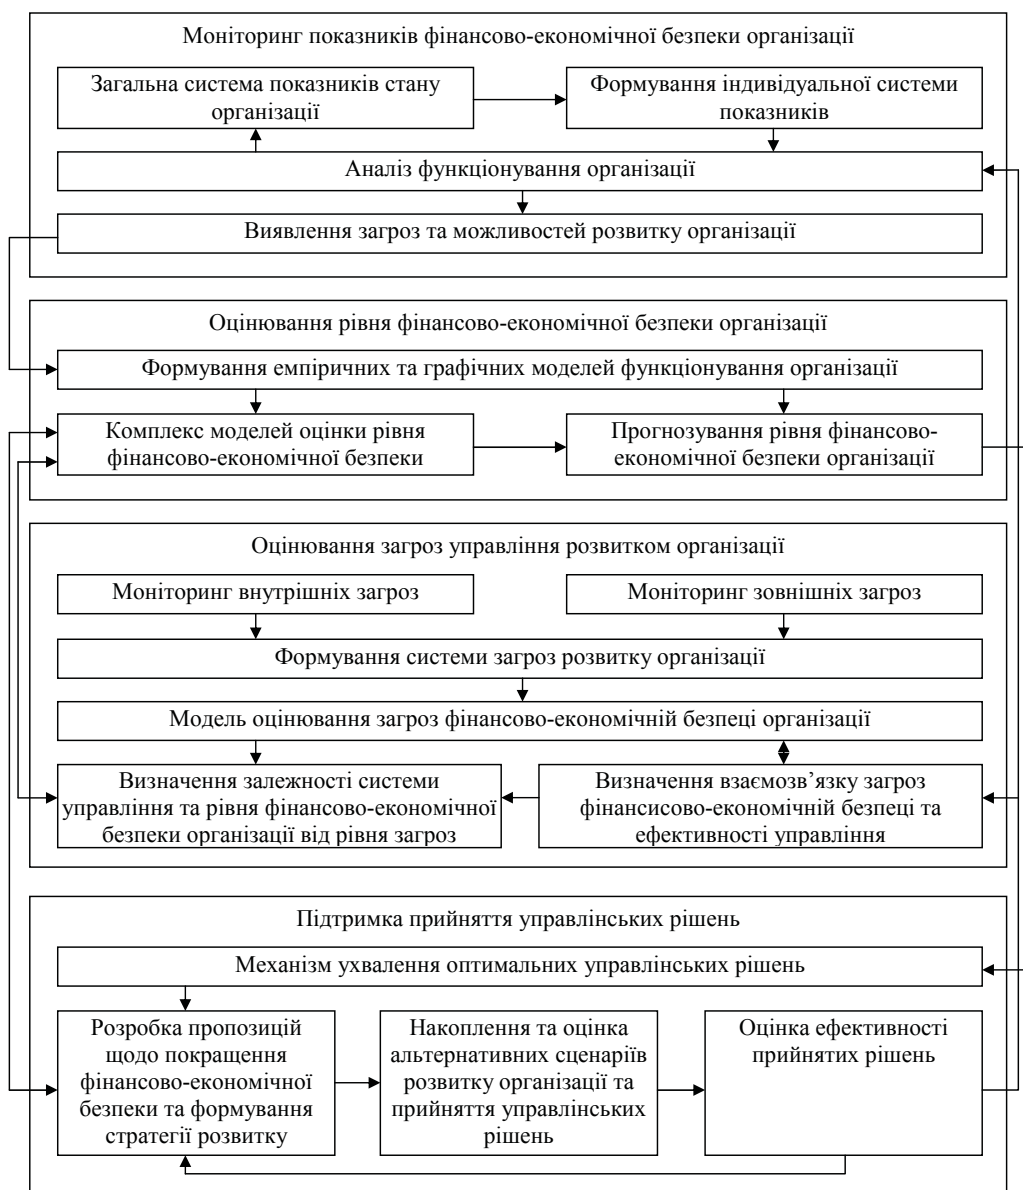 Моніторинг показників фінансово-економічної безпеки організації
Загальна система показників стану
організації
Формування індивідуальної системи
показників
Аналіз функціонування організації
Виявлення загроз та можливостей розвитку організації
Оцінювання рівня фінансово-економічної безпеки організації
Формування емпіричних та графічних моделей функціонування організації
Комплекс моделей оцінки рівня
фінансово-економічної безпеки
Прогнозування рівня фінансово-
економічної безпеки організації
Оцінювання загроз управління розвитком організації
Моніторинг внутрішніх загроз
Моніторинг зовнішніх загроз
Формування системи загроз розвитку організації
Модель оцінювання загроз фінансово-економічній безпеці організації
Визначення залежності системи
управління та рівня фінансово-економічної
безпеки організації від рівня загроз
Визначення взаємозв’язку загроз
фінансисово-економічній безпеці та
ефективності управління
Підтримка прийняття управлінських рішень
Механізм ухвалення оптимальних управлінських рішень
Розробка пропозицій
щодо покращення
фінансово-економічної
безпеки та формування
стратегії розвитку
Накоплення та оцінка
альтернативних сценаріїв
розвитку організації та
прийняття управлінських
рішень
Оцінка ефективності
прийнятих рішень